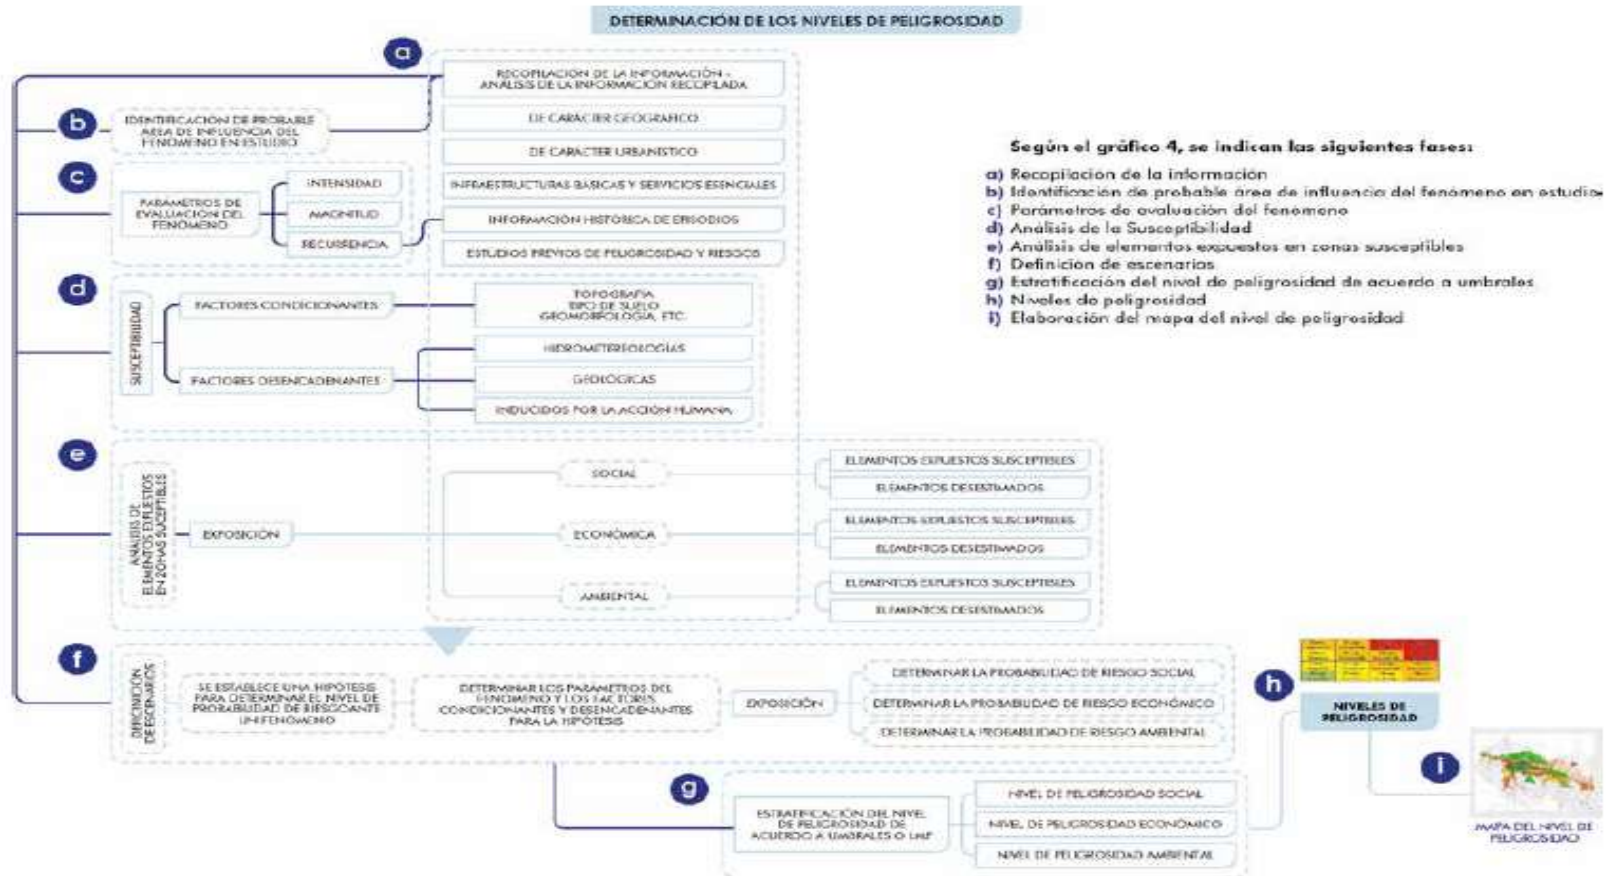 DETERMINACIÓN DE LOS NIVELES DE PELIGROSIDAD
a
RECOPILACIÓN DE LA INFORMACIÓN -
ANÁLISIS DE LA INFORMACIÓN RECOPILADA
DE CARÁCTER GEOGRÁFICO
DE CARÁCTER URBANÍSTICO
INFRAESTRUCTURAS BÁSICAS Y SERVICIOS ESENCIALES
INFORMACIÓN HISTÓRICA DE EPISODIOS
ESTUDIOS PREVIOS DE PELIGROSIDAD Y RIESGOS
b
IDENTIFICACIÓN DE PROBABLE
ÁREA DE INFLUENCIA DEL
FENÓMENO EN ESTUDIO
c
PARÁMETROS DE
EVALUACIÓN DEL
FENÓMENO
INTENSIDAD
MAGNITUD
RECURRENCIA
d
SUSCEPTIBILIDAD
FACTORES CONDICIONANTES
TOPOGRAFÍA
TIPO DE SUELO
GEOMORFOLOGÍA, ETC.
FACTORES DESENCADENANTES
HIDROMETEREOLOGÍAS
GEOLÓGICAS
INDUCIDOS POR LA ACCIÓN HUMANA
Según el gráfico 4, se indican las siguientes fases:
a) Recopilación de la información
b) Identificación de probable área de influencia del fenómeno en estudio
c) Parámetros de evaluación del fenómeno
d) Análisis de la Susceptibilidad
e) Análisis de elementos expuestos en zonas susceptibles
f) Definición de escenarios
g) Estratificación del nivel de peligrosidad de acuerdo a umbrales
h) Niveles de peligrosidad
i) Elaboración del mapa del nivel de peligrosidad
e
ANÁLISIS DE
ELEMENTOS EXPUESTOS
EN ZONAS SUCEPTIBLES
EXPOSICIÓN
SOCIAL
ELEMENTOS EXPUESTOS SUSCEPTIBLES
ELEMENTOS DESESTIMADOS
ECONÓMICA
ELEMENTOS EXPUESTOS SUSCEPTIBLES
ELEMENTOS DESESTIMADOS
AMBIENTAL
ELEMENTOS EXPUESTOS SUSCEPTIBLES
ELEMENTOS DESESTIMADOS
f
DEFICINICIÓN
DE ESCENARIOS
SE ESTABLECE UNA HIPÓTESIS
PARA DETERMINAR EL NIVEL DE
PROBABILIDAD DE RIESGO ANTE
UN FENÓMENO
DETERMINAR LOS PARÁMETROS DEL
FENÓMENO Y LOS FACTORES
CONDICIONANTES Y DESENCADENANTES
PARA LA HIPÓTESIS
EXPOSICIÓN
DETERMINAR LA PROBABILIDAD DE RIESGO SOCIAL
DETERMINAR LA PROBABILIDAD DE RIESGO ECONÓMICO
DETERMINAR LA PROBABILIDAD DE RIESGO AMBIENTAL
g
ESTRATIFICACIÓN DEL NIVEL
DE PELIGROSIDAD DE
ACUERDO A UMBRALES O LMP
NIVEL DE PELIGROSIDAD SOCIAL
NIVEL DE PELIGROSIDAD ECONÓMICO
NIVEL DE PELIGROSIDAD AMBIENTAL
h
NIVELES DE
PELIGROSIDAD
i
MAPA DEL NIVEL DE
PELIGROSIDAD